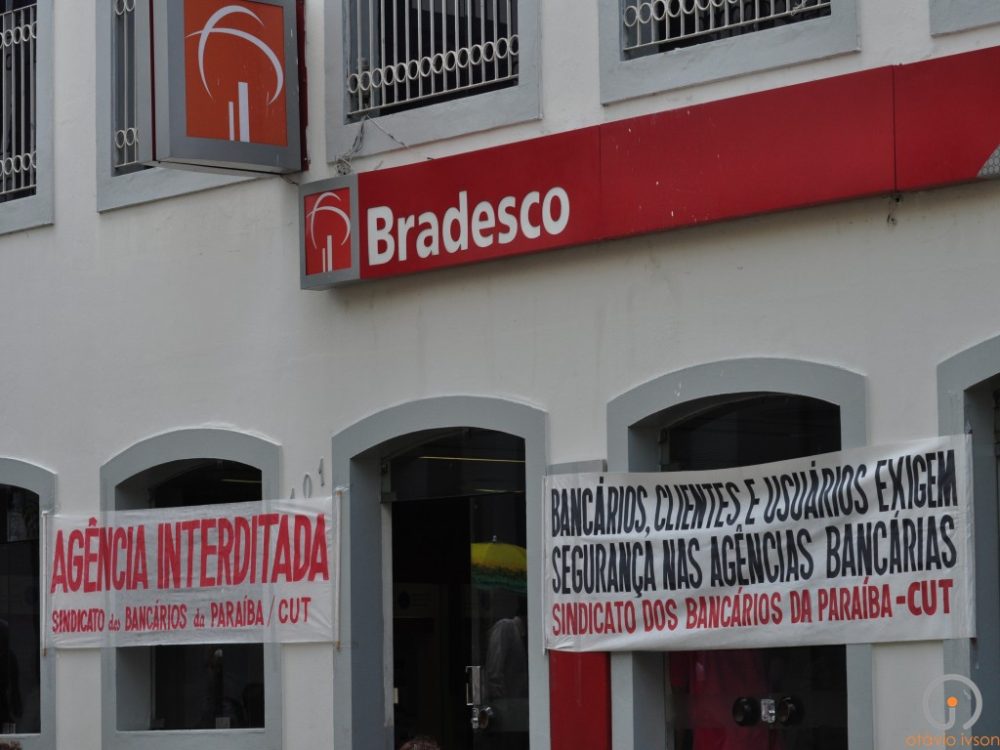 Bradesco
101
AGÊNCIA INTERDITADA
SINDICATO dos BANCÁRIOS da PARAÍBA / CUT
BANCÁRIOS, CLIENTES E USUÁRIOS EXIGEM
SEGURANÇA NAS AGÊNCIAS BANCÁRIAS
SINDICATO DOS BANCÁRIOS DA PARAÍBA-CUT
otávio ivson